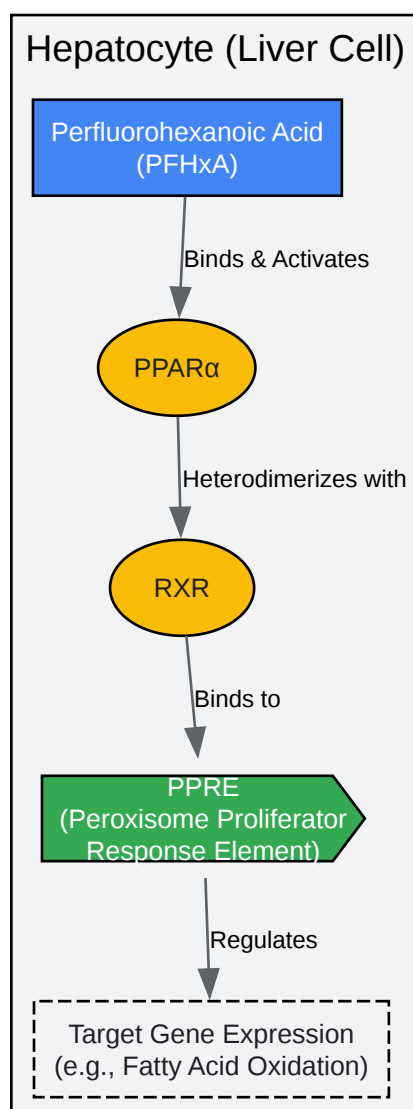 Hepatocyte (Liver Cell)
Perfluorohexanoic Acid
(PFHxA)
Binds & Activates
PPARα
Heterodimerizes with
RXR
Binds to
PPRE
(Peroxisome Proliferator
Response Element)
Regulates
Target Gene Expression
(e.g., Fatty Acid Oxidation)